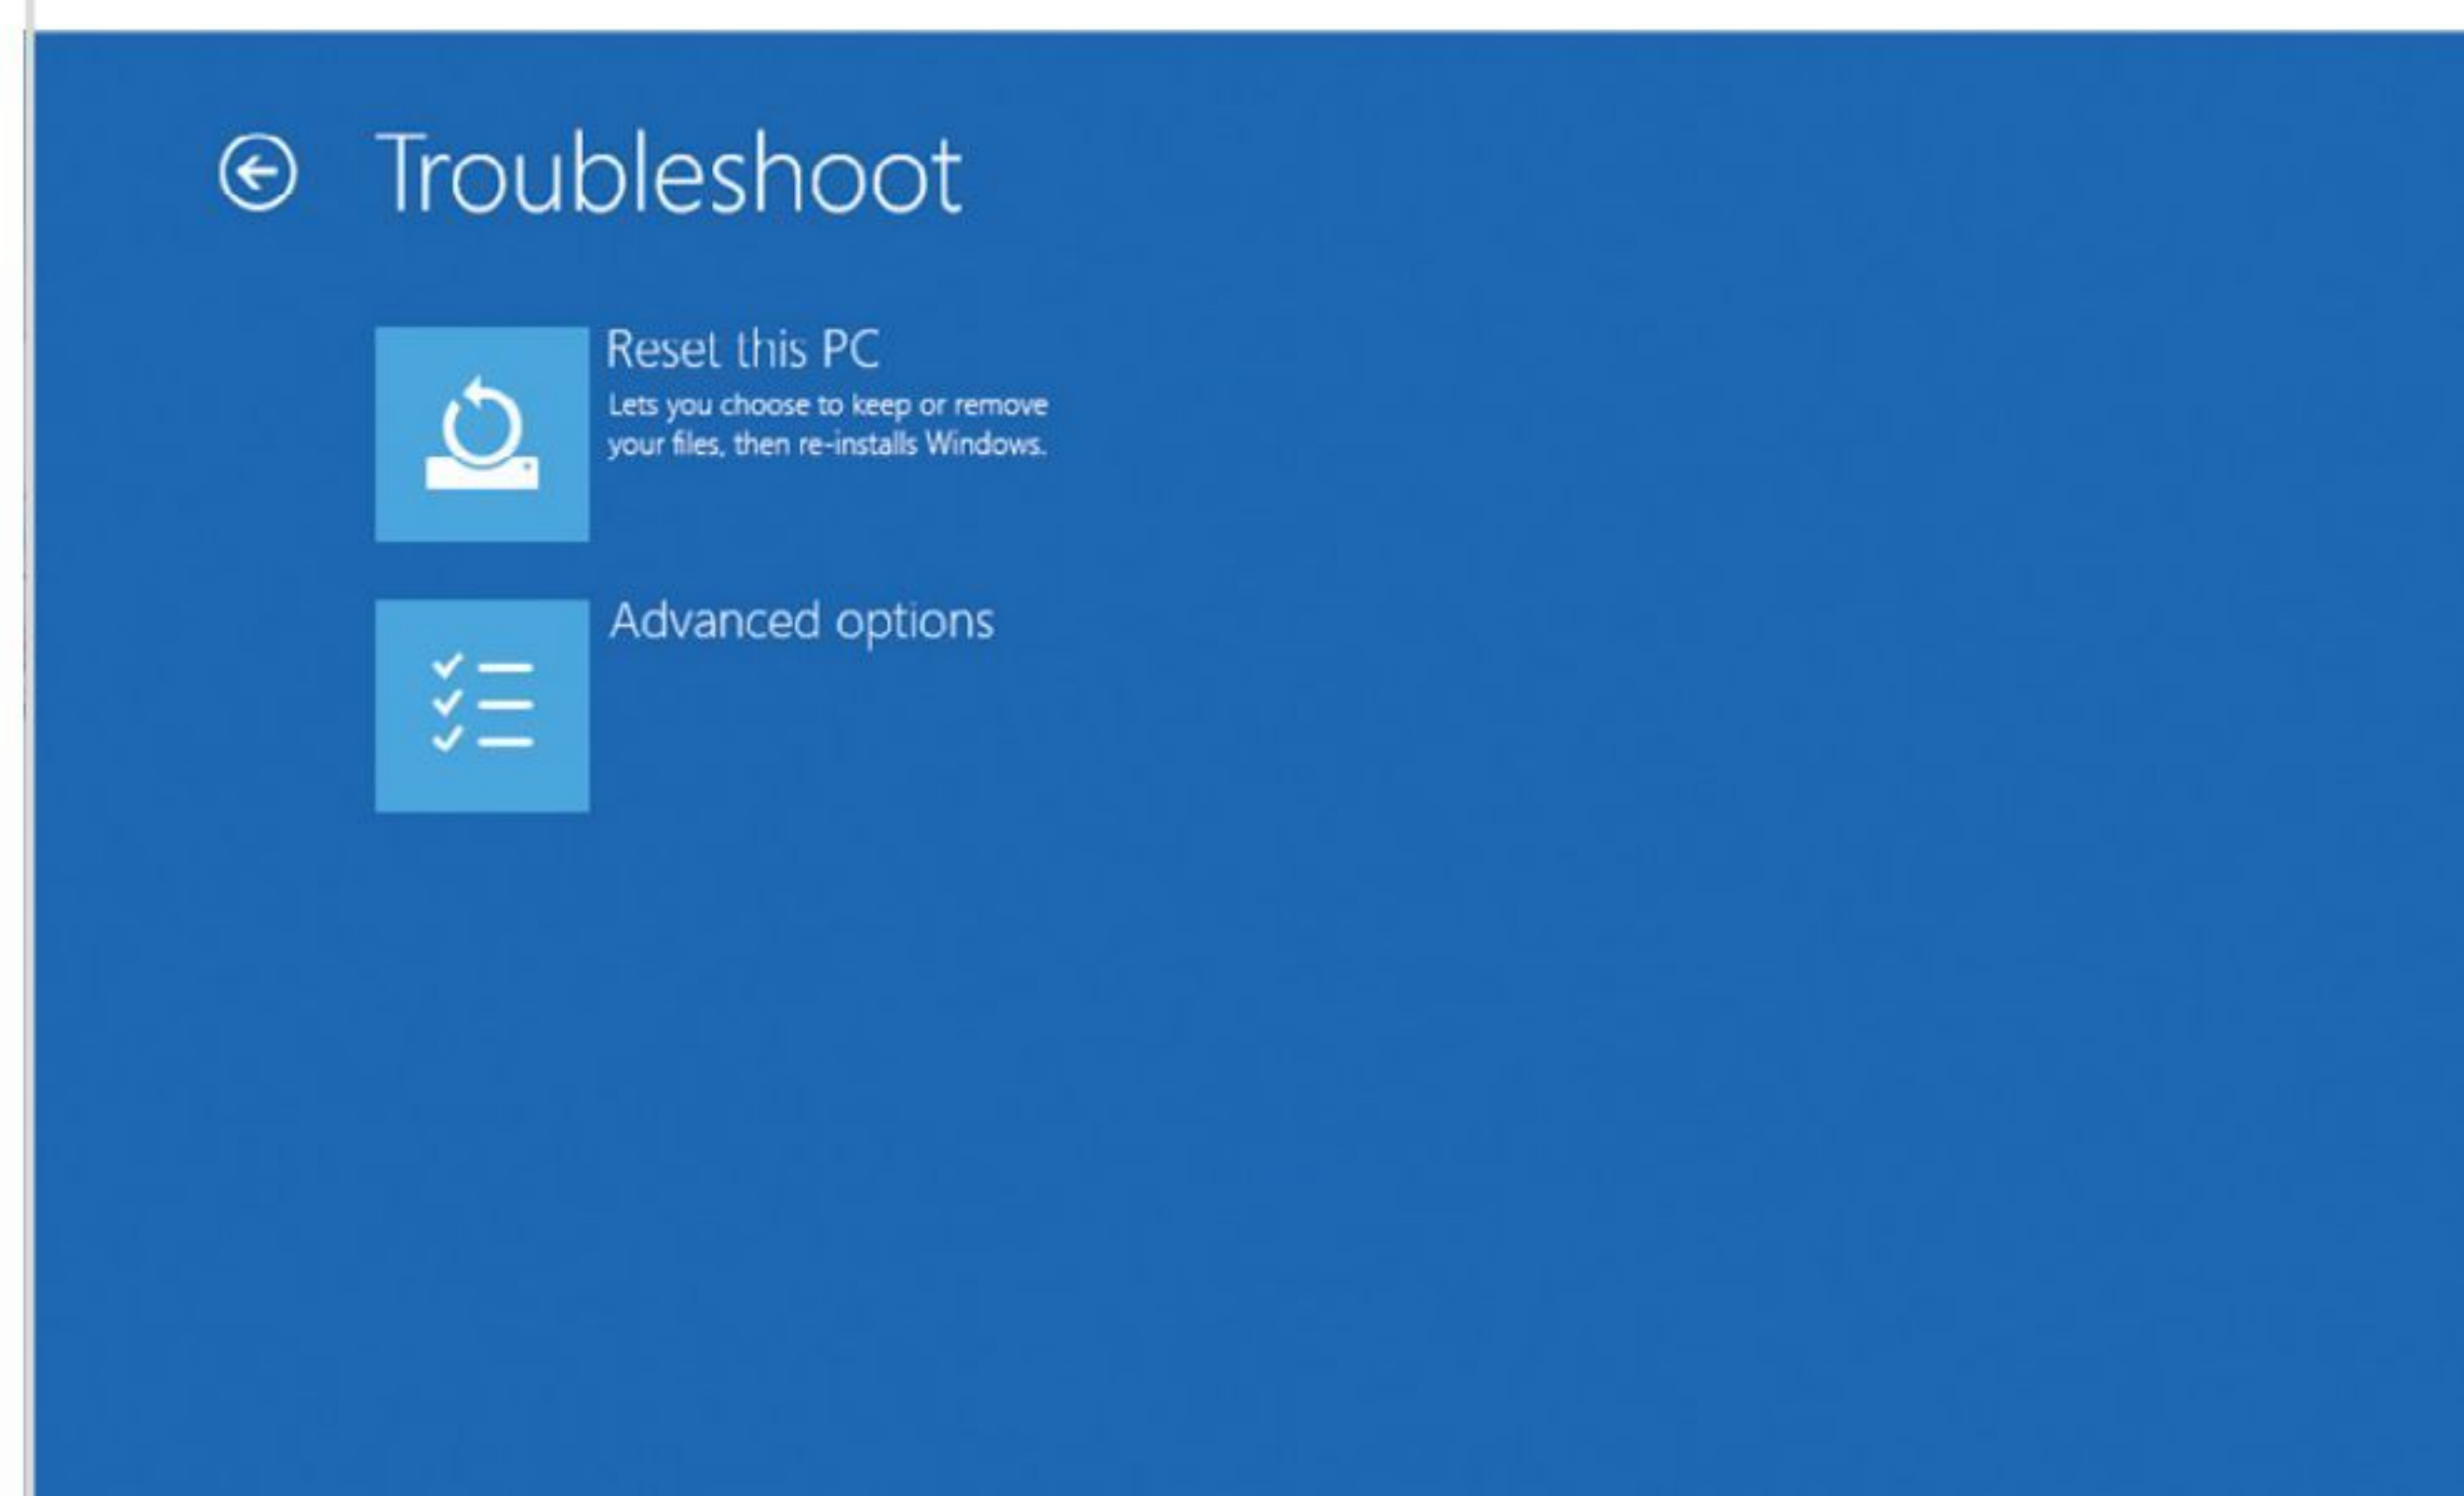 Troubleshoot
Reset this PC
Lets you choose to keep or remove
your files, then re-installs Windows.
Advanced options